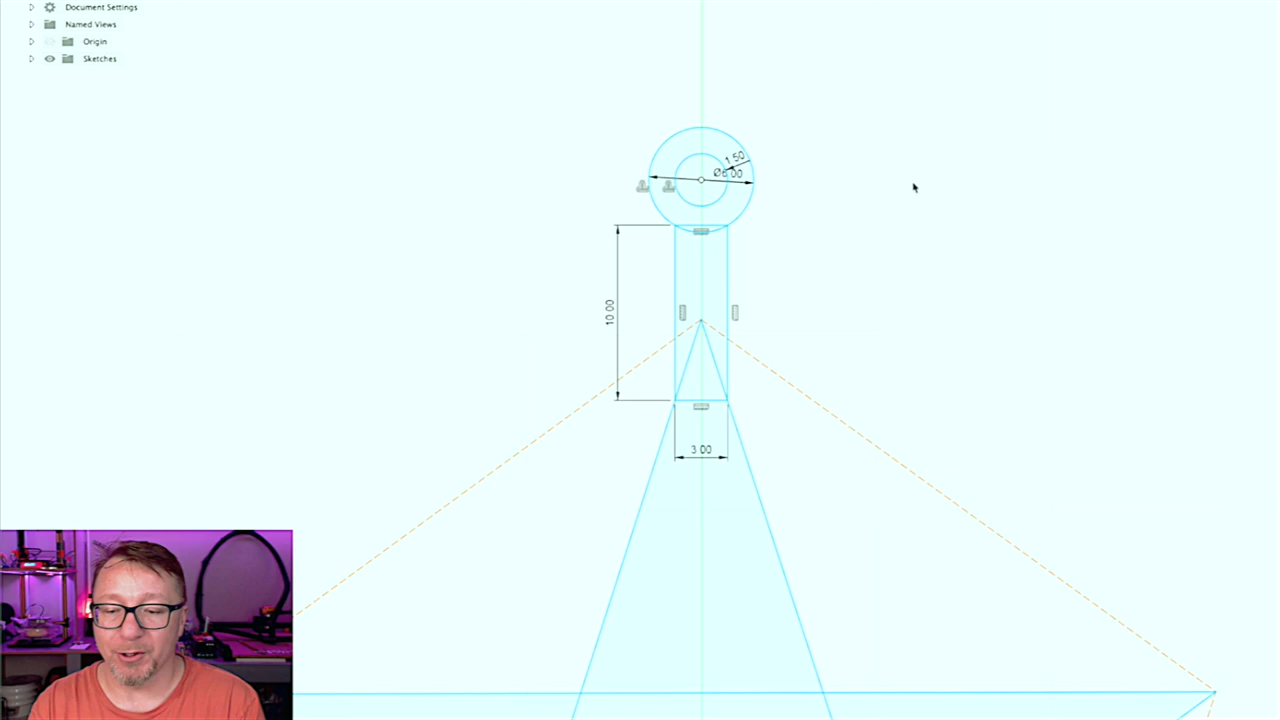 Document Settings
Named Views
Origin
Sketches
1.50
Ø6.00
10.00
3.00